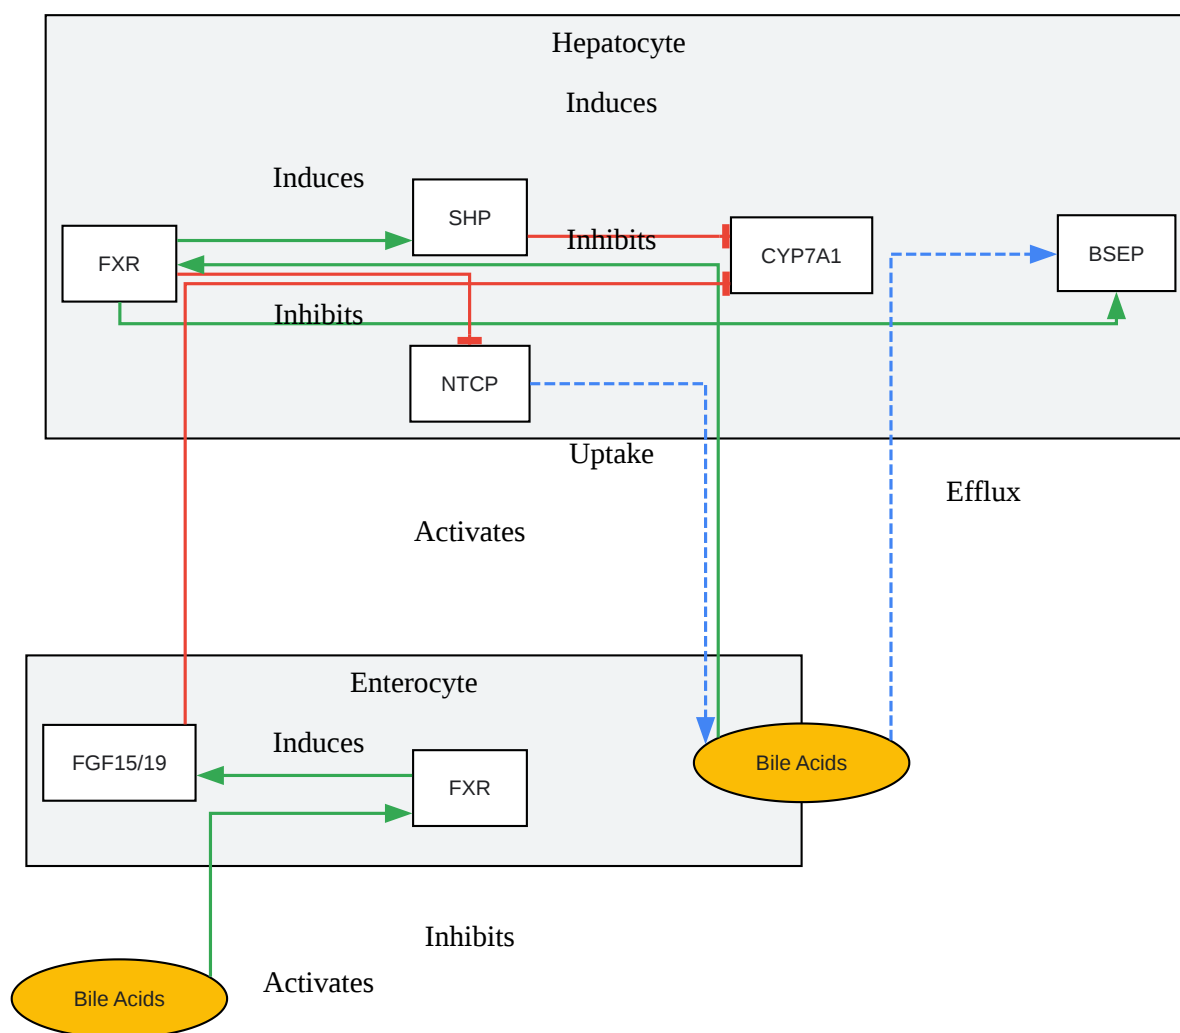 Hepatocyte
Induces
Induces
SHP
FXR
Inhibits
CYP7A1
BSEP
Inhibits
NTCP
Uptake
Efflux
Activates
Enterocyte
Induces
FGF15/19
FXR
Bile Acids
Inhibits
Activates
Bile Acids